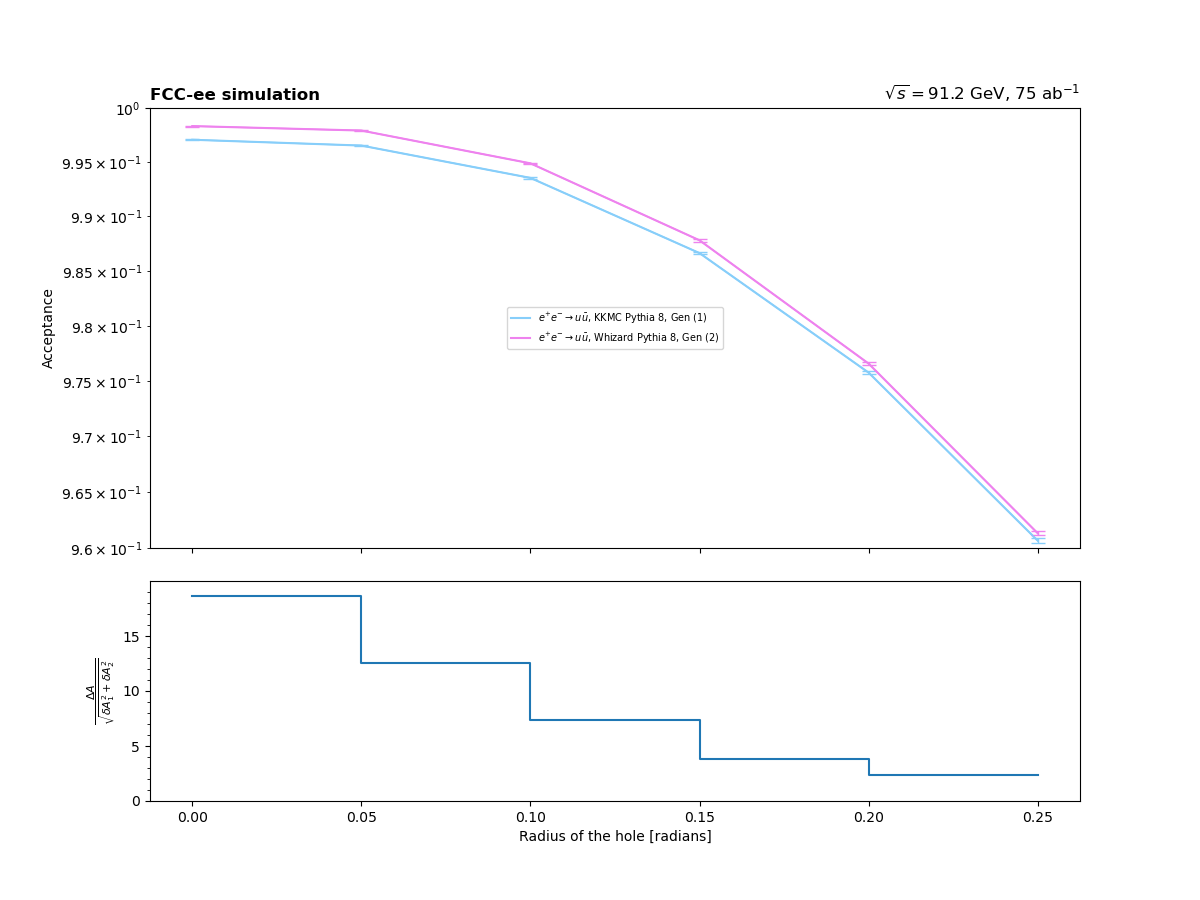 FCC-ee simulation
√s = 91.2 GeV, 75 ab⁻¹
10⁰
9.95 × 10⁻¹
9.9 × 10⁻¹
9.85 × 10⁻¹
9.8 × 10⁻¹
9.75 × 10⁻¹
9.7 × 10⁻¹
9.65 × 10⁻¹
9.6 × 10⁻¹
Acceptance
e⁺e⁻ → uū, KKMC Pythia 8, Gen (1)
e⁺e⁻ → uū, Whizard Pythia 8, Gen (2)
15
10
5
0
ΔA
√δA₁² + δA₂²
0.00 0.05 0.10 0.15 0.20 0.25
Radius of the hole [radians]